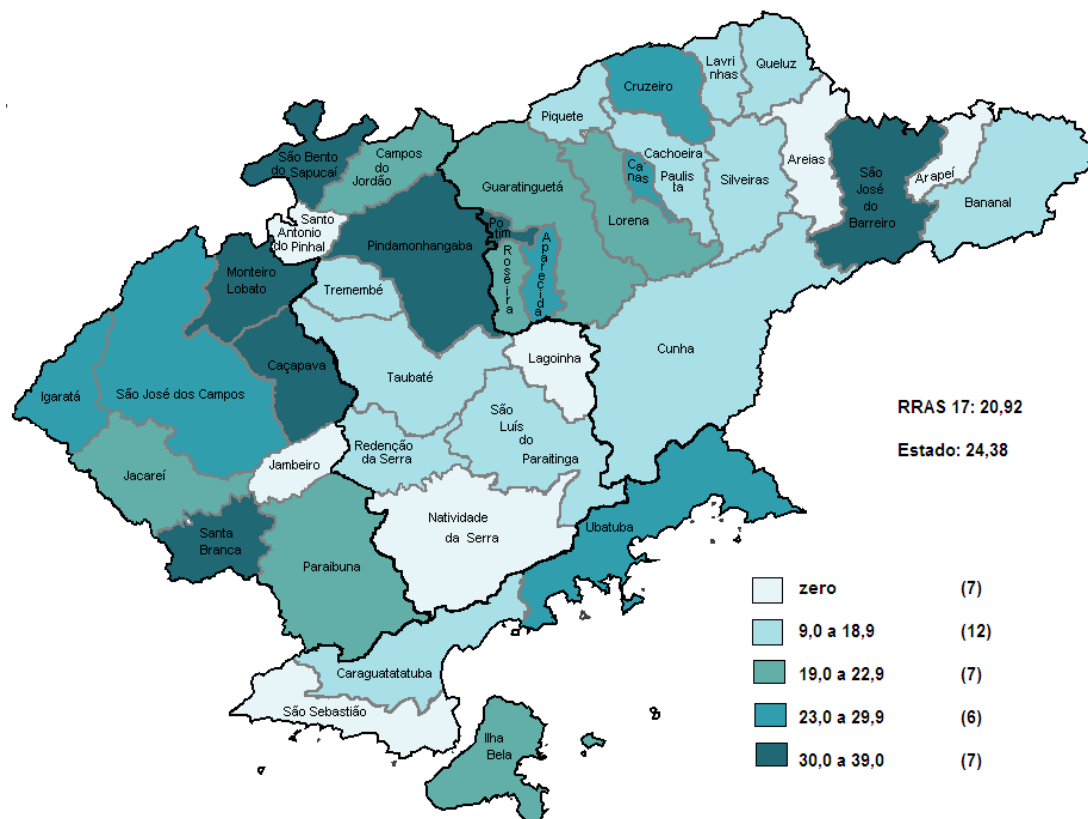 Lavri
nhas
Queluz
Cruzeiro
Piquete
São Bento
do Sapucaí
Campos
do
Jordão
Cachoeira
Paulis
ta
Areias
São
José
do
Barreiro
Arapeí
Bananal
Ca
nas
Silveiras
Guaratinguetá
Lorena
Santo
Antonio
do Pinhal
Pindamonhangaba
Po
tim
Roseira
Aparecida
Monteiro
Lobato
Tremembé
Cunha
Lagoinha
Caçapava
Taubaté
Igaratá
São José dos Campos
São
Luís
do
Paraitinga
RRAS 17: 20,92
Redenção
da Serra
Estado: 24,38
Jambeiro
Jacareí
Natividade
da Serra
Ubatuba
Santa
Branca
Paraibuna
zero (7)
9,0 a 18,9 (12)
Caraguatatatuba
19,0 a 22,9 (7)
São Sebastião
23,0 a 29,9 (6)
Ilha
Bela
30,0 a 39,0 (7)